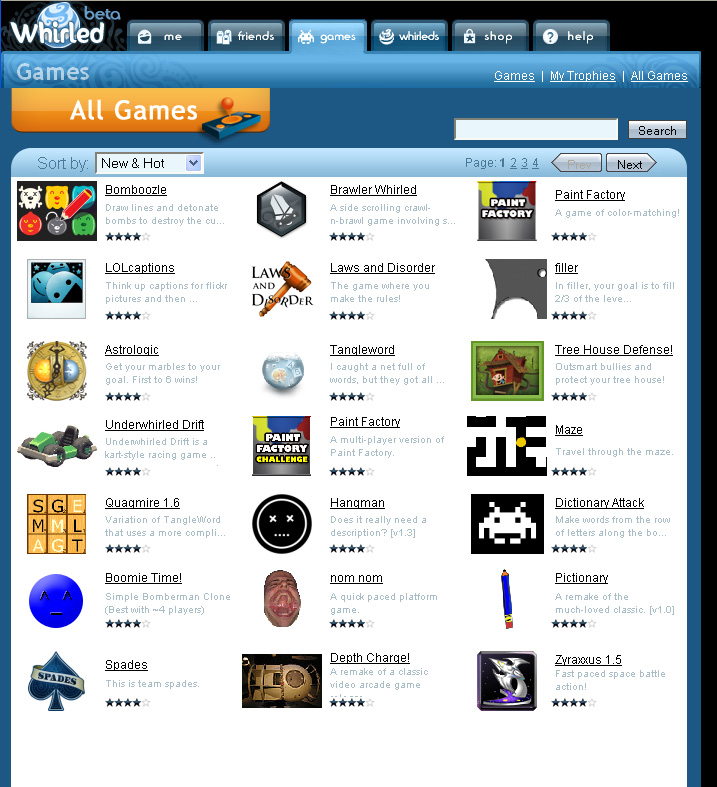 Whirled beta
me
friends
games
whirleds
shop
help
Games
Games | My Trophies | All Games
All Games
Search
Sort by: New & Hot
Page: 1 2 3 4
Prev
Next
Bomboozle
Draw lines and detonate
bombs to destroy the cu...
Brawler Whirled
A side scrolling crawl-
n-brawl game involving s...
PAINT
FACTORY
Paint Factory
A game of color-matching!
LOLcaptions
Think up captions for flickr
pictures and then ...
LAWS
AND
DISORDER
Laws and Disorder
The game where you
make the rules!
filler
In filler, your goal is to fill
2/3 of the leve...
Astrologic
Get your marbles to your
goal. First to 6 wins!
Tangleword
I caught a net full of
words, but they got all ...
Tree House Defense!
Outsmart bullies and
protect your tree house!
Underwhirled Drift
Underwhirled Drift is a
kart-style racing game ..
PAINT
FACTORY
CHALLENGE
Paint Factory
A multi-player version of
Paint Factory.
Maze
Travel through the maze.
S G E
M M L
A G T
Quagmire 1.6
Variation of TangleWord
that uses a more compli...
Hangman
Does it really need a
description? [v1.3]
Dictionary Attack
Make words from the row
of letters along the bo...
Boomie Time!
Simple Bomberman Clone
(Best with ~4 players)
nom nom
A quick paced platform
game.
Pictionary
A remake of the
much-loved classic. [v1.0]
SPADES
Spades
This is team spades.
Depth Charge!
A remake of a classic
video arcade game
Zyraxxus 1.5
Fast paced space battle
action!